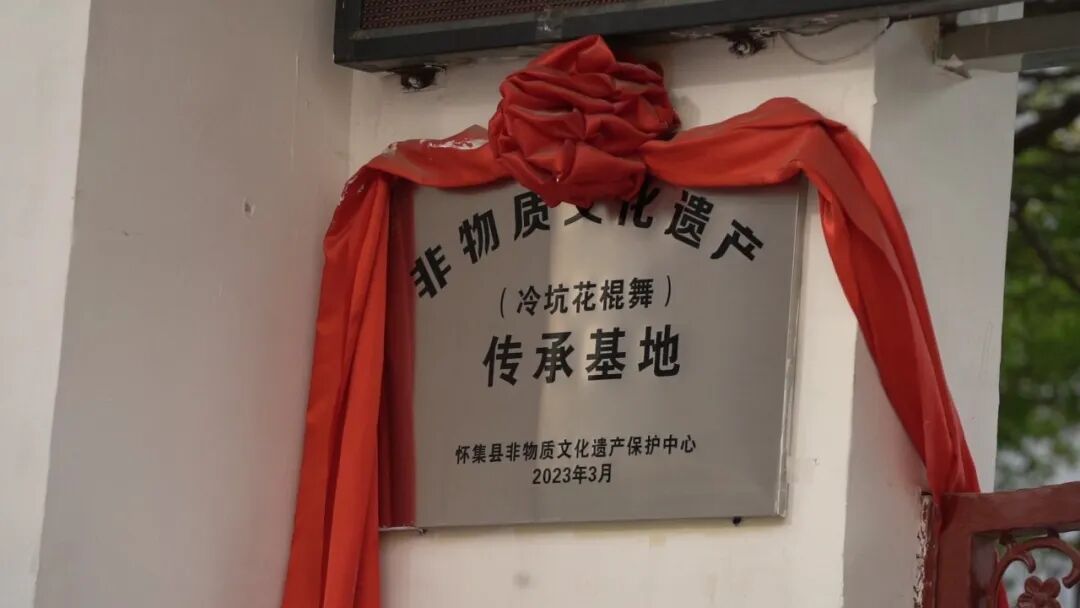 非物质文化遗产
（冷坑花棍舞）
传承基地
怀集县非物质文化遗产保护中心
2023年3月